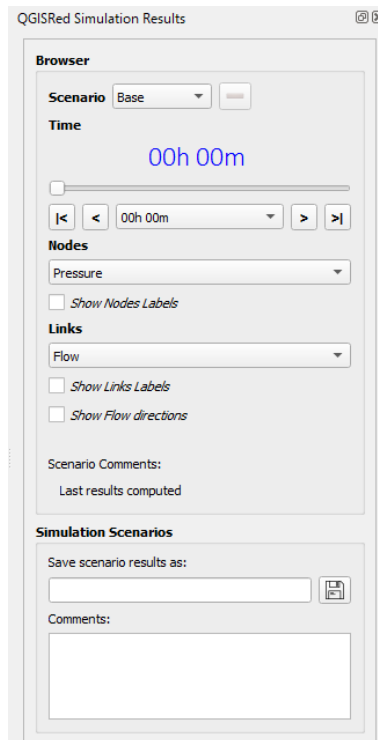 QGISRed Simulation Results
Browser
Scenario Base
Time
00h 00m
|< < 00h 00m > >|
Nodes
Pressure
Show Nodes Labels
Links
Flow
Show Links Labels
Show Flow directions
Scenario Comments:
Last results computed
Simulation Scenarios
Save scenario results as:
Comments: